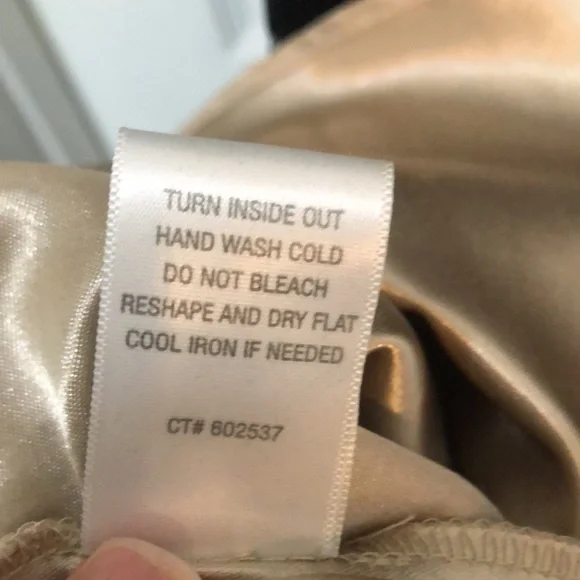 TURN INSIDE OUT
HAND WASH COLD
DO NOT BLEACH
RESHAPE AND DRY FLAT
COOL IRON IF NEEDED
CT# 602537